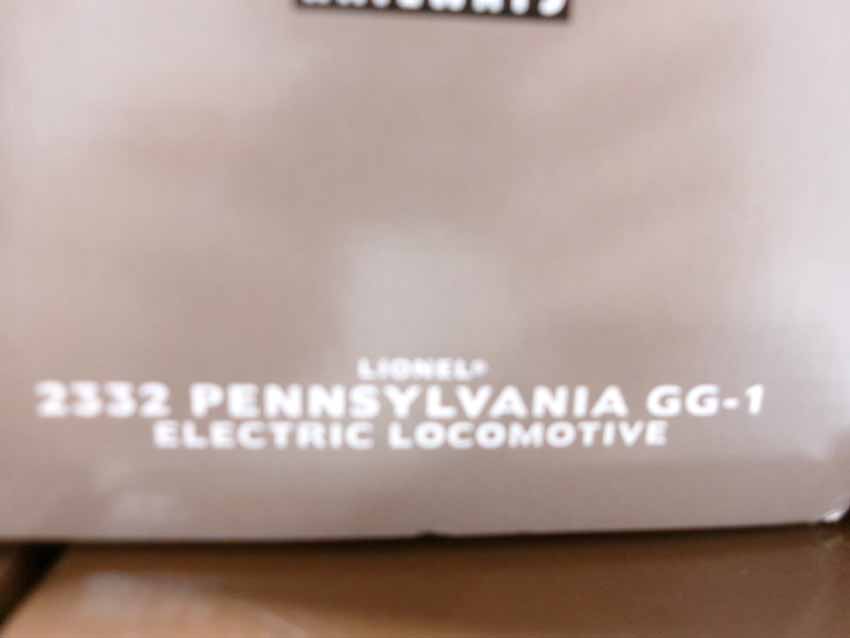 LIONEL®
2332 PENNSYLVANIA GG-1
ELECTRIC LOCOMOTIVE